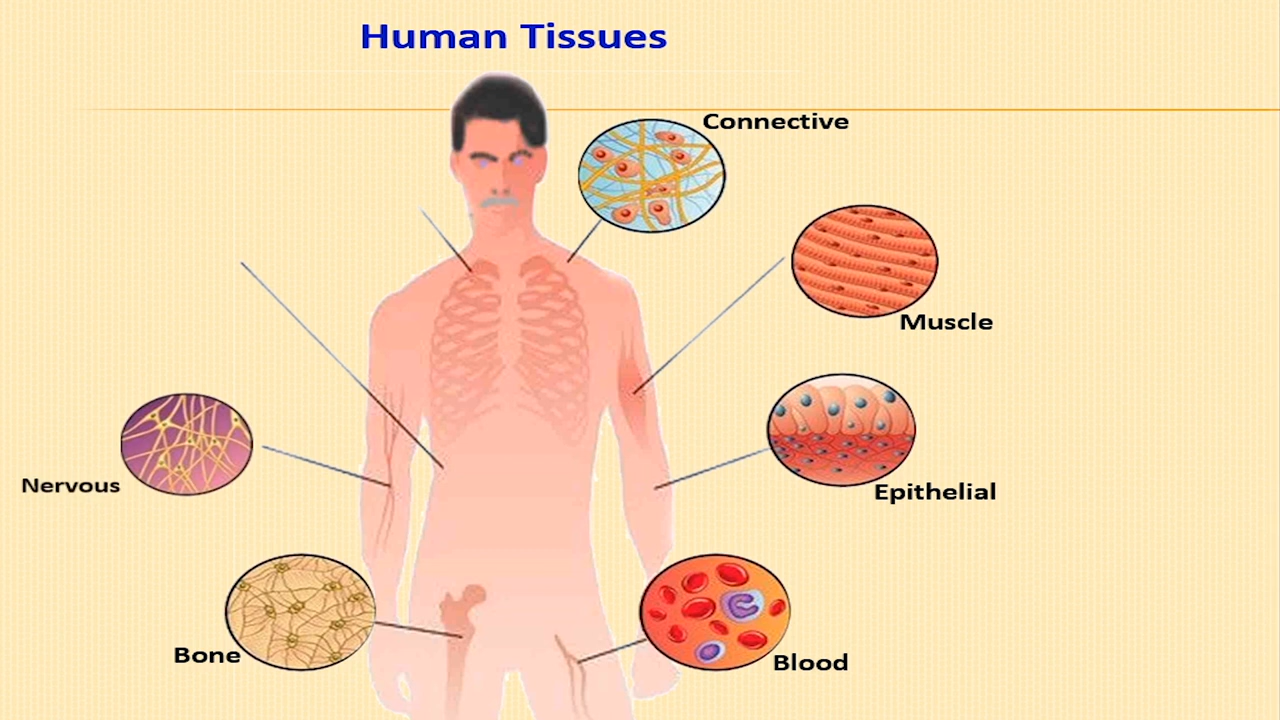 Human Tissues
Connective
Muscle
Nervous
Epithelial
Bone
Blood